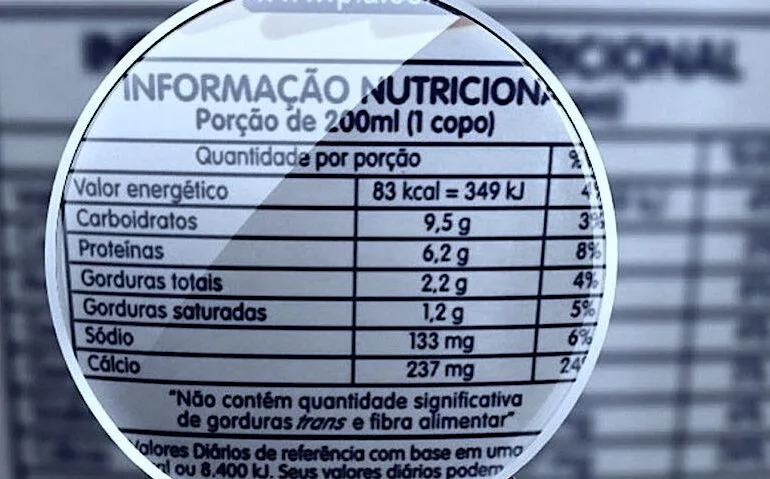 INFORMAÇÃO NUTRICION
Porção de 200ml (1 copo)
Quantidade por porção %
Valor energético 83 kcal = 349 kJ 4
Carboidratos 9,5 g 3%
Proteínas 6,2 g 8%
Gorduras totais 2,2 g 4%
Gorduras saturadas 1,2 g 5%
Sódio 133 mg 6%
Cálcio 237 mg 24
"Não contém quantidade significativa
de gorduras trans e fibra alimentar"
Valores Diários de referência com base em uma
ou 8.400 kJ. Seus valores diários podem